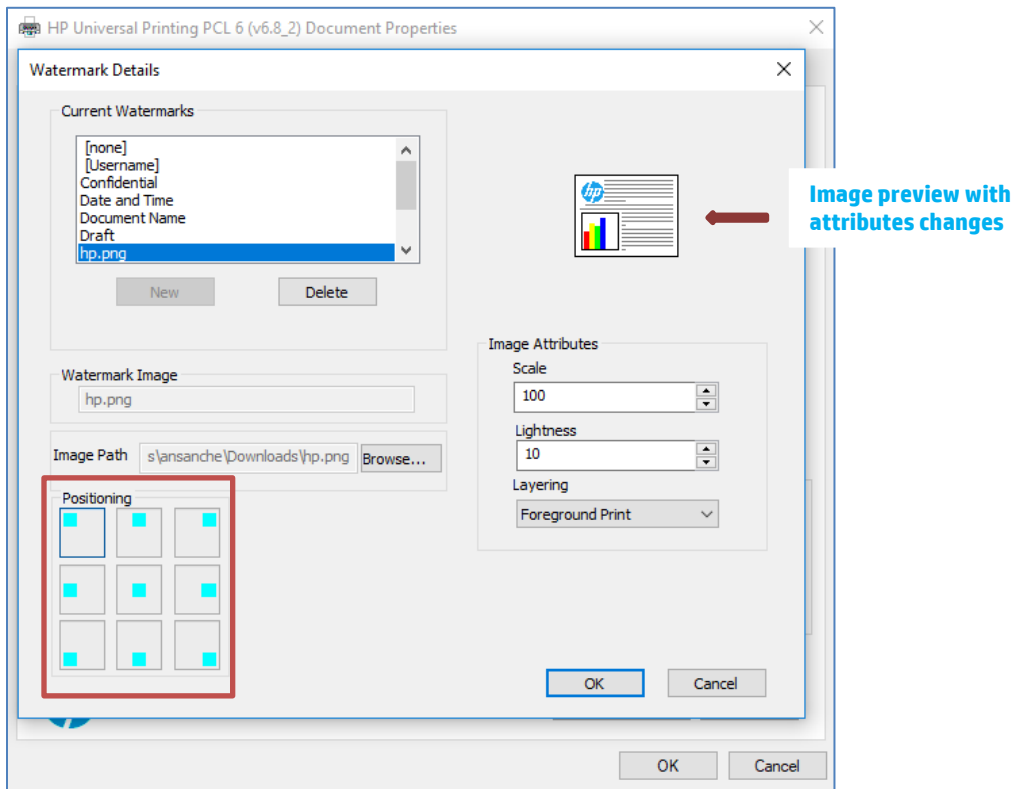 HP Universal Printing PCL 6 (v6.8_2) Document Properties
Watermark Details
Current Watermarks
[none]
[Username]
Confidential
Date and Time
Document Name
Draft
hp.png
New
Delete
hp
Image preview with
attributes changes
Watermark Image
hp.png
Image Path
s\ansanche\Downloads\hp.png
Browse...
Positioning
Image Attributes
Scale
100
Lightness
10
Layering
Foreground Print
OK
Cancel
OK
Cancel